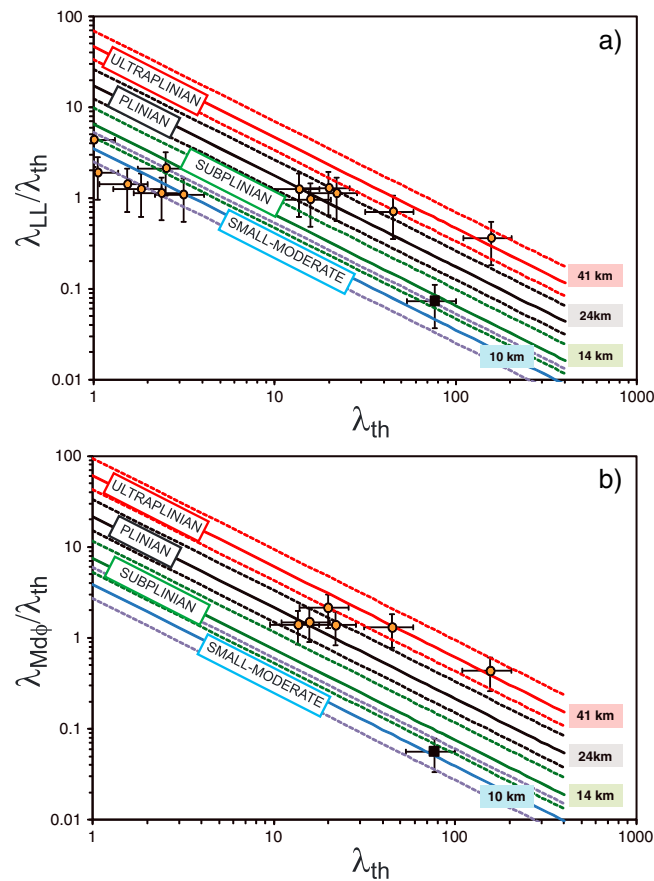 a)
100
10
1
0.1
0.01
λLL/λth
ULTRAPLINIAN
PLINIAN
SUBPLINIAN
SMALL-MODERATE
41 km
24km
14 km
10 km
1
10
100
1000
λth
b)
100
10
1
0.1
0.01
λMdφ/λth
ULTRAPLINIAN
PLINIAN
SUBPLINIAN
SMALL-MODERATE
41 km
24km
14 km
10 km
1
10
100
1000
λth